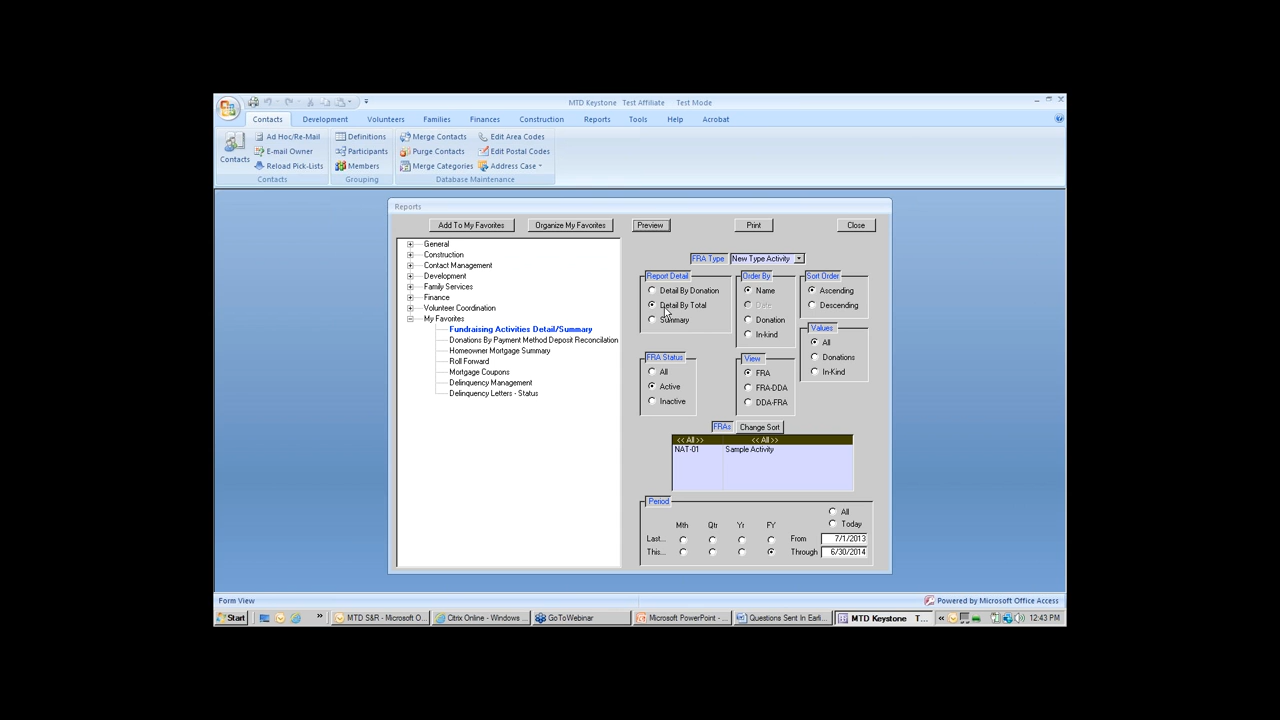 MTD Keystone Test Affiliate Test Mode
Contacts Development Volunteers Families Finances Construction Reports Tools Help Acrobat
Contacts
Ad Hoc/Re-Mail
E-mail Owner
Reload Pick-Lists
Contacts
Definitions
Participants
Members
Grouping
Merge Contacts
Purge Contacts
Merge Categories
Edit Area Codes
Edit Postal Codes
Address Case
Database Maintenance
Reports
Add To My Favorites Organize My Favorites Preview Print Close
General
Construction
Contact Management
Development
Family Services
Finance
Volunteer Coordination
My Favorites
Fundraising Activities Detail/Summary
Donations By Payment Method Deposit Reconcilation
Homeowner Mortgage Summary
Roll Forward
Mortgage Coupons
Delinquency Management
Delinquency Letters - Status
FRA Type New Type Activity
Report Detail
Detail By Donation
Detail By Total
Summary
Order By
Name
Date
Donation
In-kind
Sort Order
Ascending
Descending
Values
All
Donations
In-Kind
FRA Status
All
Active
Inactive
View
FRA
FRA-DDA
DDA-FRA
FRAs Change Sort
<< All >> << All >>
NAT-01 Sample Activity
Period
All
Today
Mth Qtr Yr FY
Last... From 7/1/2013
This... Through 6/30/2014
Form View Powered by Microsoft Office Access
Start » MTD S&R - Microsoft O... Citrix Online - Windows ... GoToWebinar Microsoft PowerPoint - ... Questions Sent In Earli... MTD Keystone T... « 12:43 PM